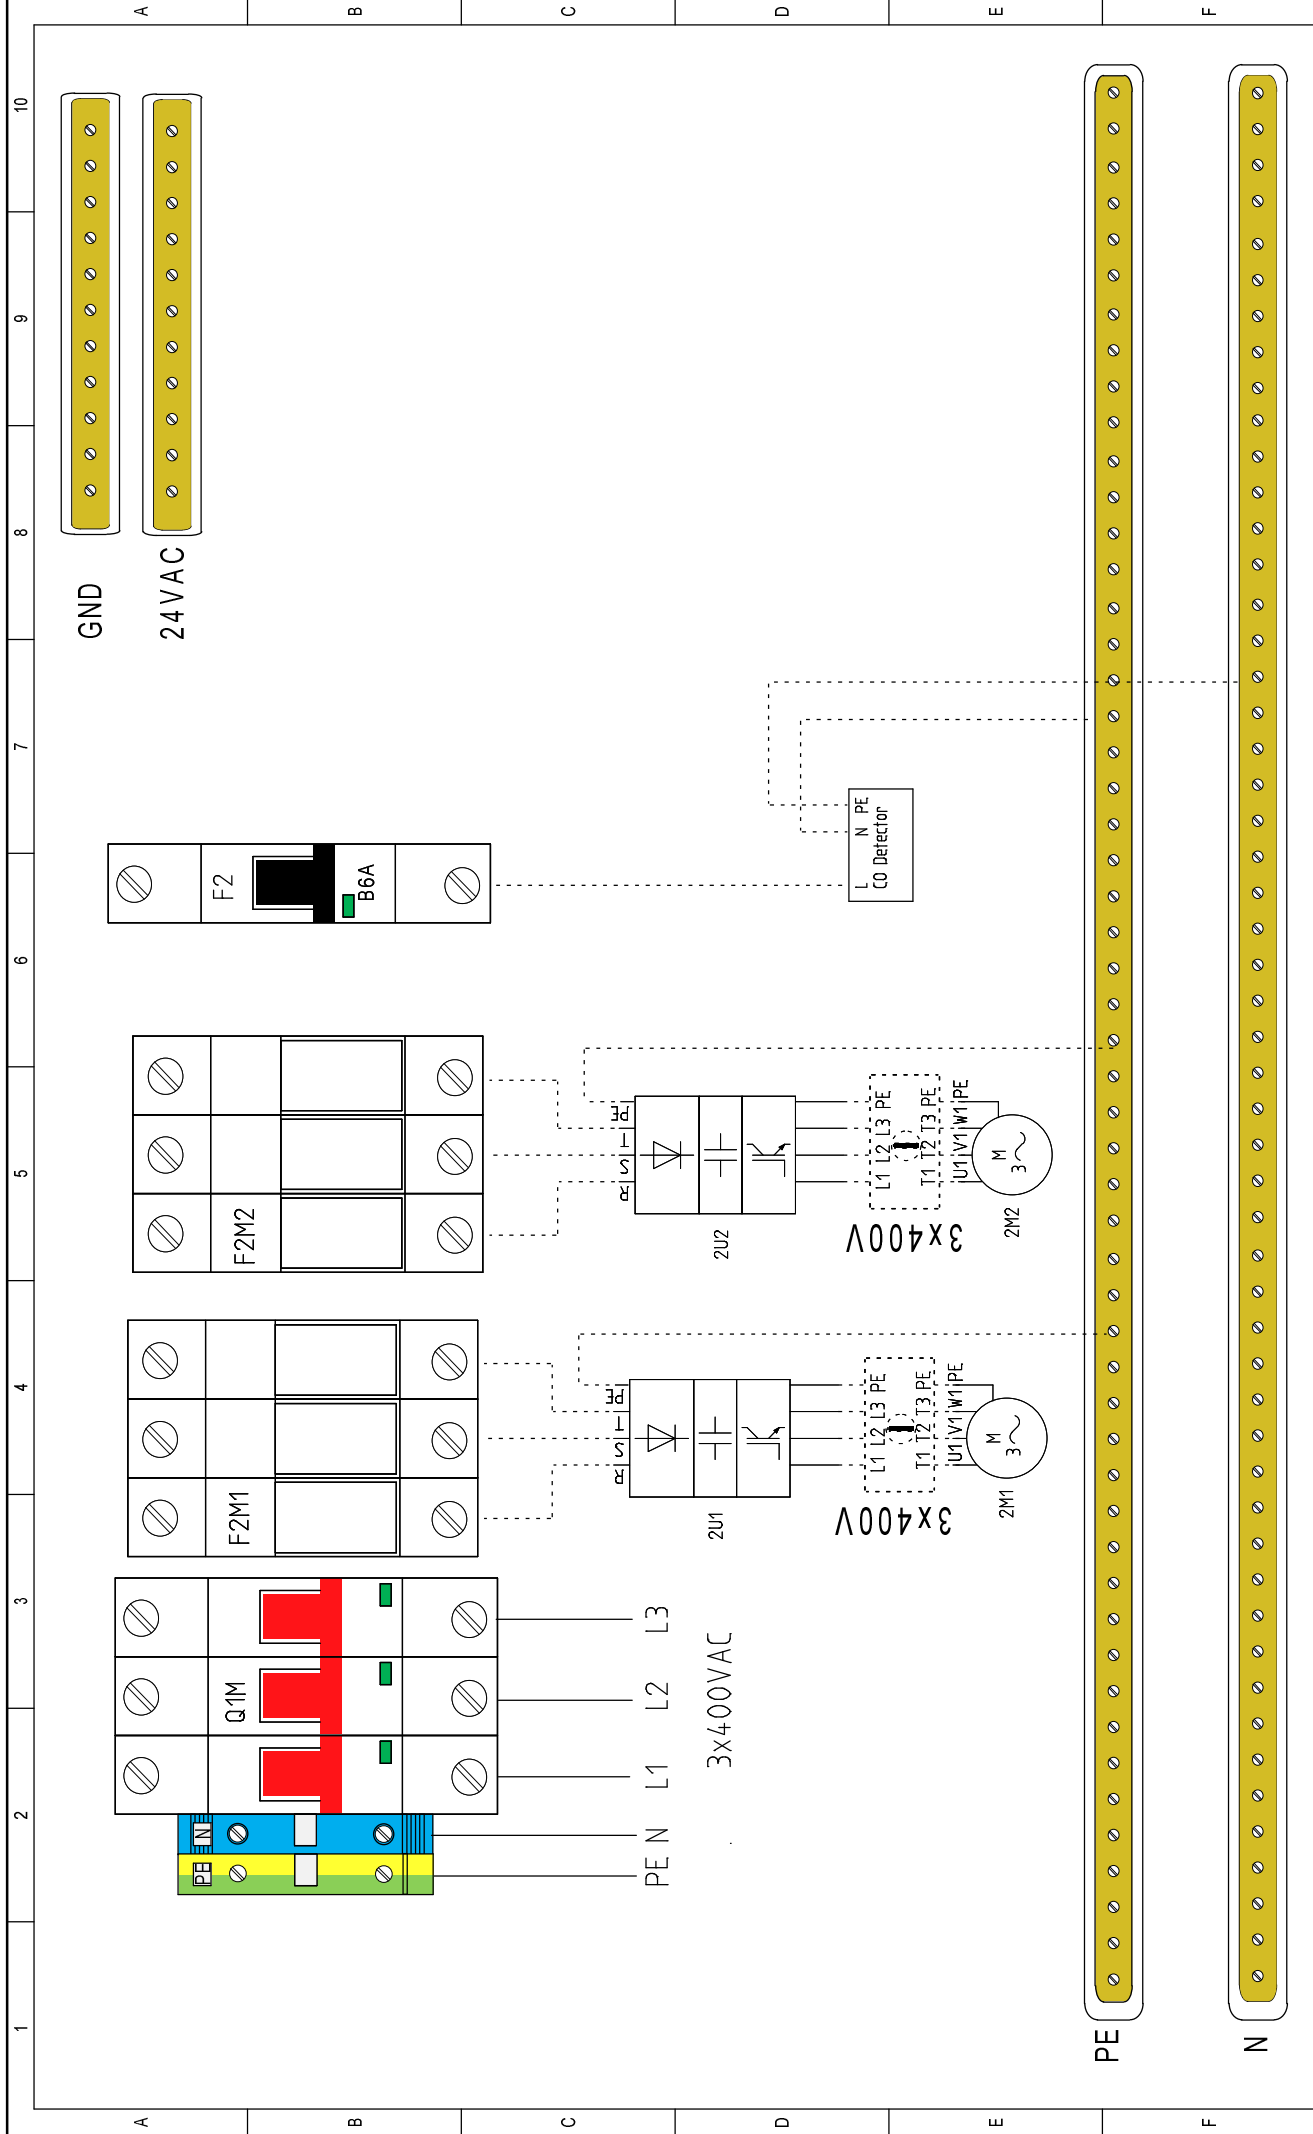 1 2 3 4 5 6 7 8 9 10
A
B
C
D
E
F
A
B
C
D
E
F
GND
24VAC
PE
N
Q1M
F2M1
F2M2
F2
B6A
PE N L1 L2 L3
3x400VAC
R S T PE
2U1
L1 L2 L3 PE
T1 T2 T3 PE
3x400V
U1 V1 W1 PE
M
3
2M1
R S T PE
2U2
L1 L2 L3 PE
T1 T2 T3 PE
3x400V
U1 V1 W1 PE
M
3
2M2
L N PE
CO Detector
PE
N